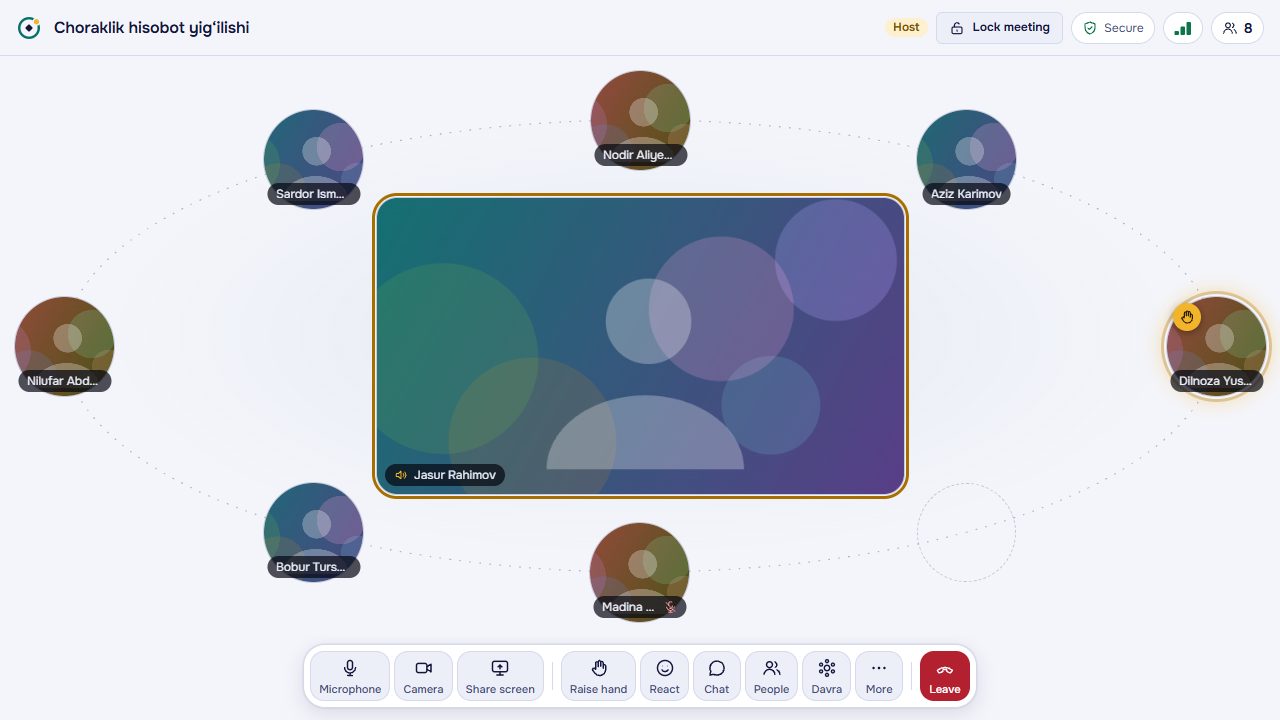 Choraklik hisobot yig‘ilishi
Host
Lock meeting
Secure
8
Nodir Aliye...
Sardor Ism...
Aziz Karimov
Nilufar Abd...
Dilnoza Yus...
Jasur Rahimov
Bobur Turs...
Madina ...
Microphone
Camera
Share screen
Raise hand
React
Chat
People
Davra
More
Leave